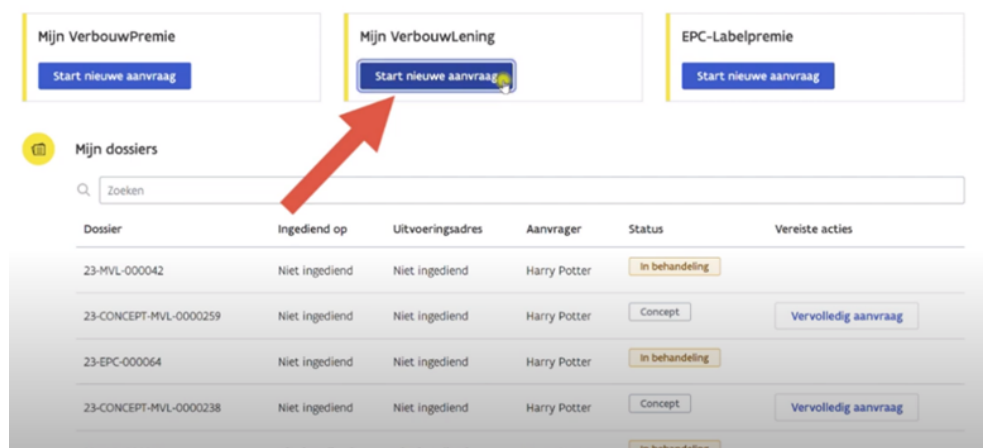 Mijn VerbouwPremie
Mijn VerbouwLening
EPC-Labelpremie
Start nieuwe aanvraag
Start nieuwe aanvraag
Start nieuwe aanvraag
Mijn dossiers
Zoeken
Dossier Ingediend op Uitvoeringsadres Aanvrager Status Vereiste acties
23-MVL-000042 Niet ingediend Niet ingediend Harry Potter In behandeling
23-CONCEPT-MVL-0000259 Niet ingediend Niet ingediend Harry Potter Concept Vervolledig aanvraag
23-EPC-000064 Niet ingediend Niet ingediend Harry Potter In behandeling
23-CONCEPT-MVL-0000238 Niet ingediend Niet ingediend Harry Potter Concept Vervolledig aanvraag
In behandeling